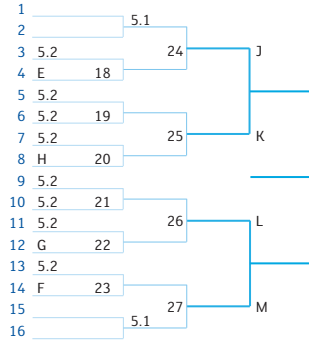 1
5.1
2
3 5.2 24 J
4 E 18
5 5.2
6 5.2 19
7 5.2 25 K
8 H 20
9 5.2
10 5.2 21
11 5.2 26 L
12 G 22
13 5.2
14 F 23
15 27 M
5.1
16